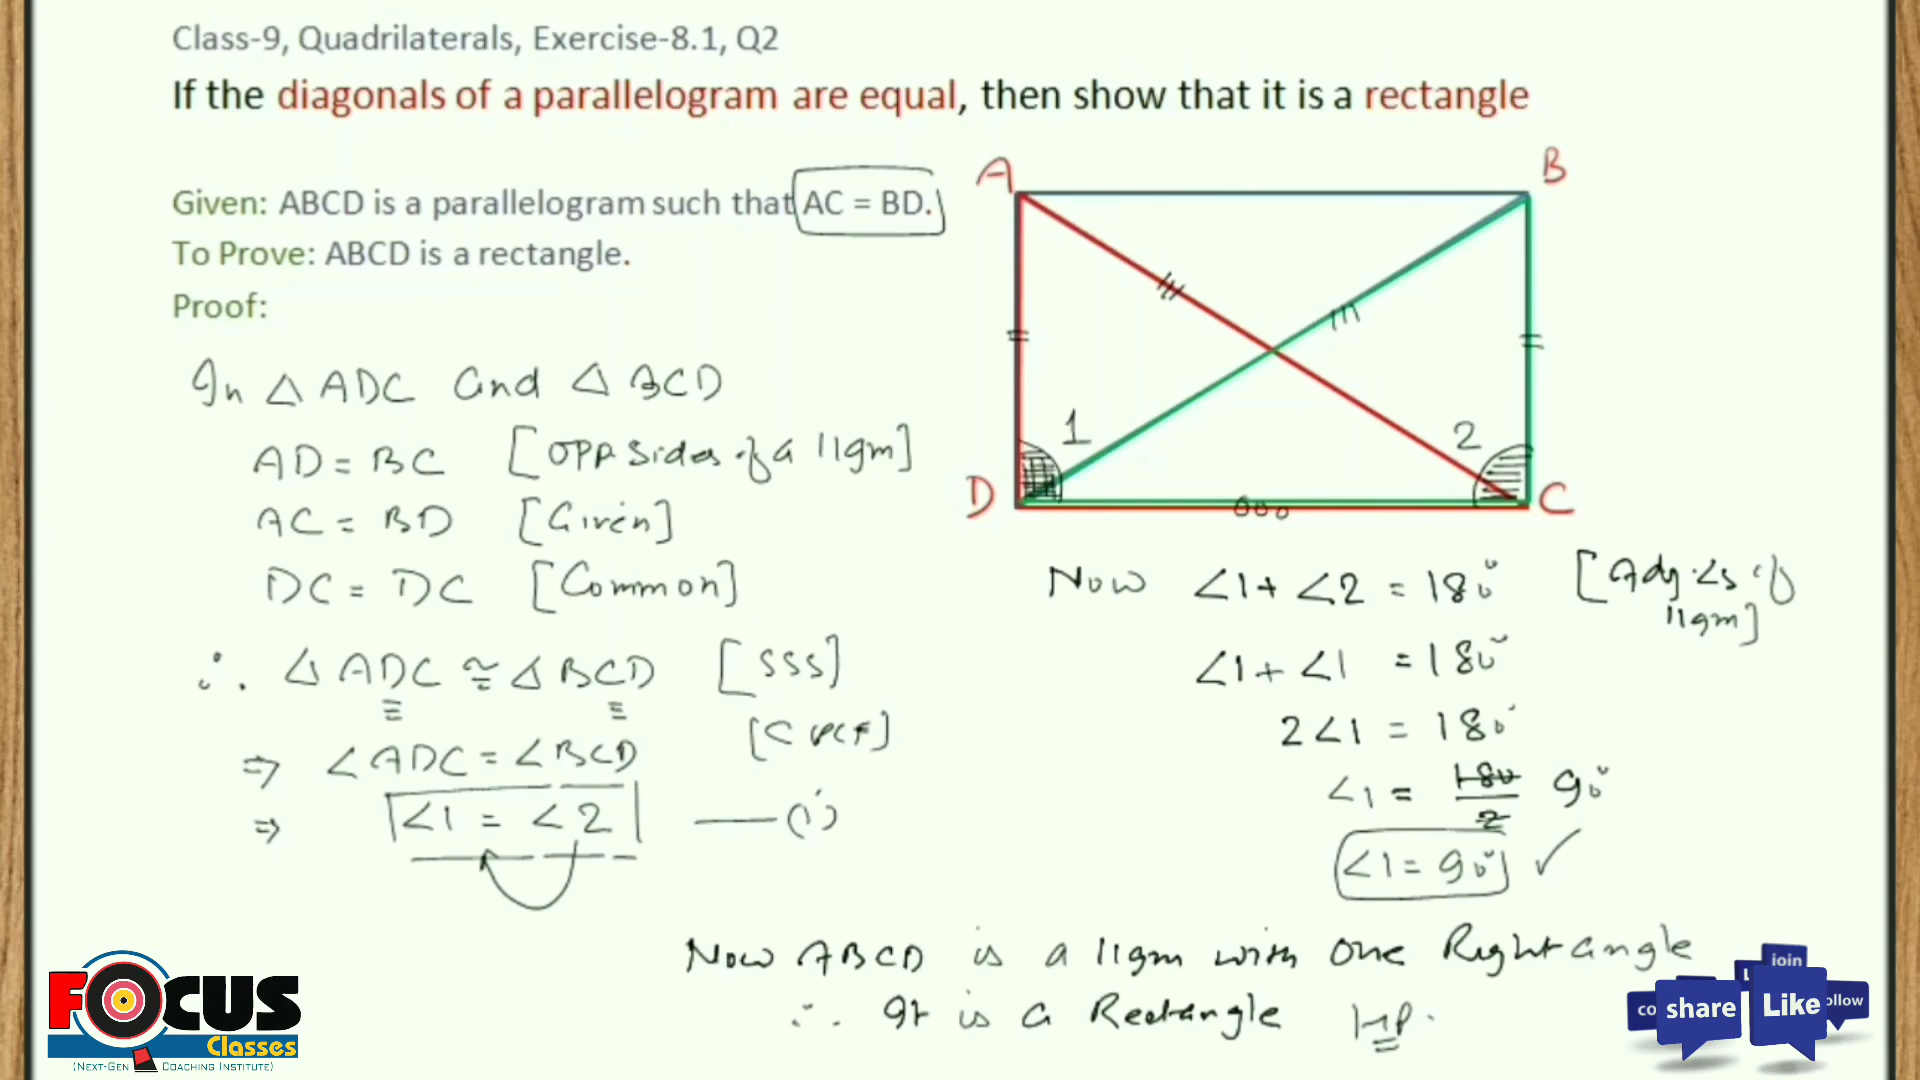 Class-9, Quadrilaterals, Exercise-8.1, Q2
If the diagonals of a parallelogram are equal, then show that it is a rectangle
Given: ABCD is a parallelogram such that AC = BD.
To Prove: ABCD is a rectangle.
Proof:
In △ ADC and △ BCD
AD = BC [opp sides of a llgm]
AC = BD [Given]
DC = DC [Common]
∴ △ ADC ≅ △ BCD [SSS]
⇒ ∠ADC = ∠BCD [CPCT]
⇒ ∠1 = ∠2 —(i)
A B
1 2
D C
Now ∠1 + ∠2 = 180° [Adj ∠s of
llgm]
∠1 + ∠1 = 180°
2∠1 = 180°
∠1 = 180/2 90°
∠1 = 90° ✓
Now ABCD is a llgm with one Right angle
∴ It is a Rectangle HP.
FOCUS
Classes
(NEXT-GEN COACHING INSTITUTE)
join
L
co share Like ollow